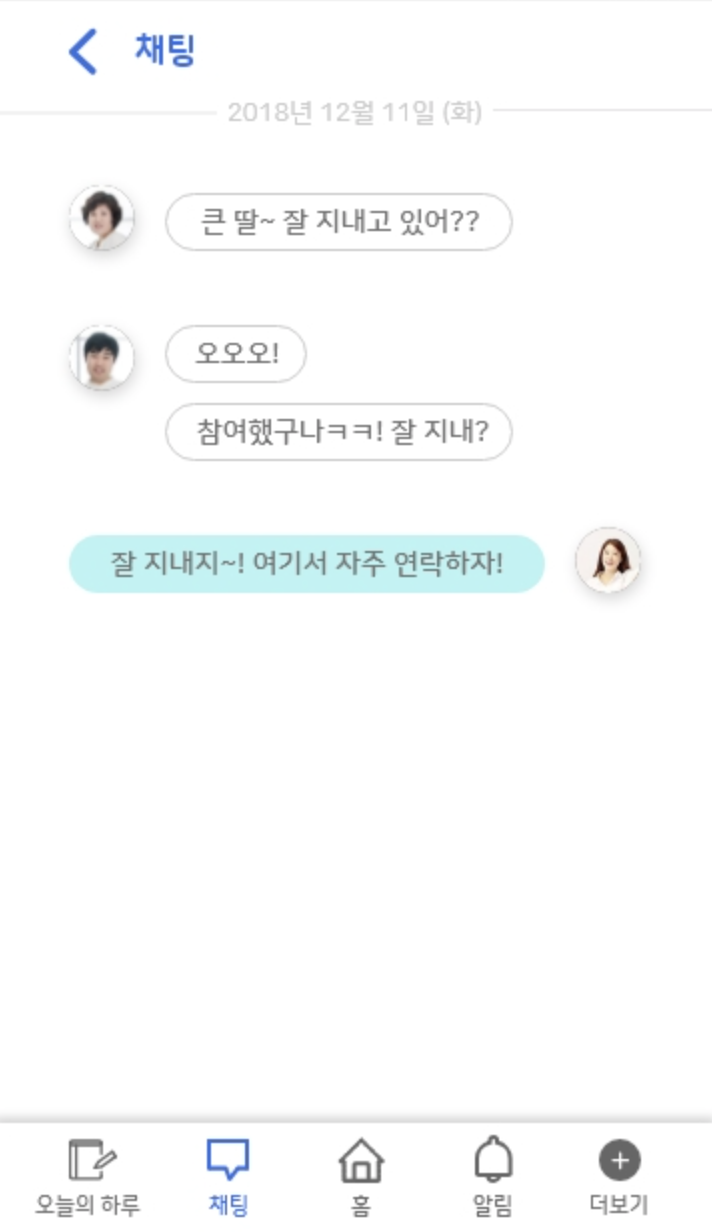 채팅
2018년 12월 11일 (화)
큰 딸~ 잘 지내고 있어??
오오오!
참여했구나ㅋㅋ! 잘 지내?
잘 지내지~! 여기서 자주 연락하자!
오늘의 하루 채팅 홈 알림 더보기